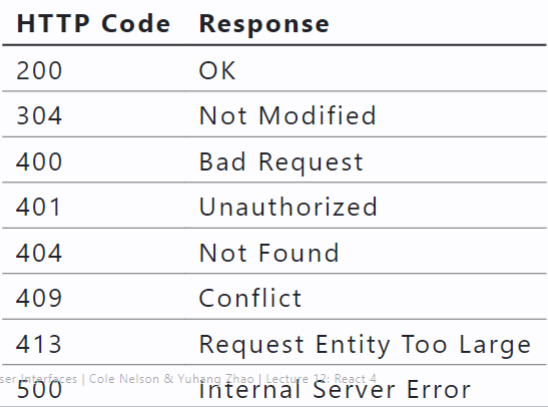 HTTP Code Response
200 OK
304 Not Modified
400 Bad Request
401 Unauthorized
404 Not Found
409 Conflict
413 Request Entity Too Large
ser Interfaces | Cole Nelson & Yuhang Zhao | Lecture 12: React 4
500 Internal Server Error